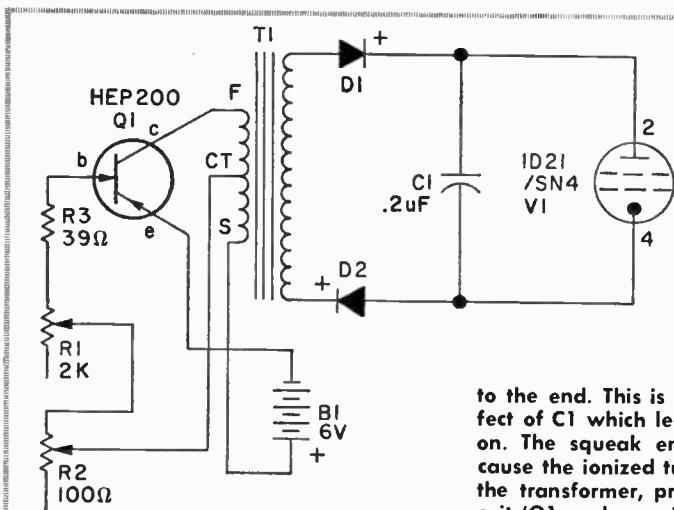 T1
HEP200
Q1
F
c
b
CT
e
S
R3
39Ω
R1
2K
R2
100Ω
+
D1
D2
+
C1
.2uF
1D21
/SN4
V1
2
4
B1
6V
+
to the end. This is
fect of C1 which le
on. The squeak en
cause the ionized tu
the transformer, pr